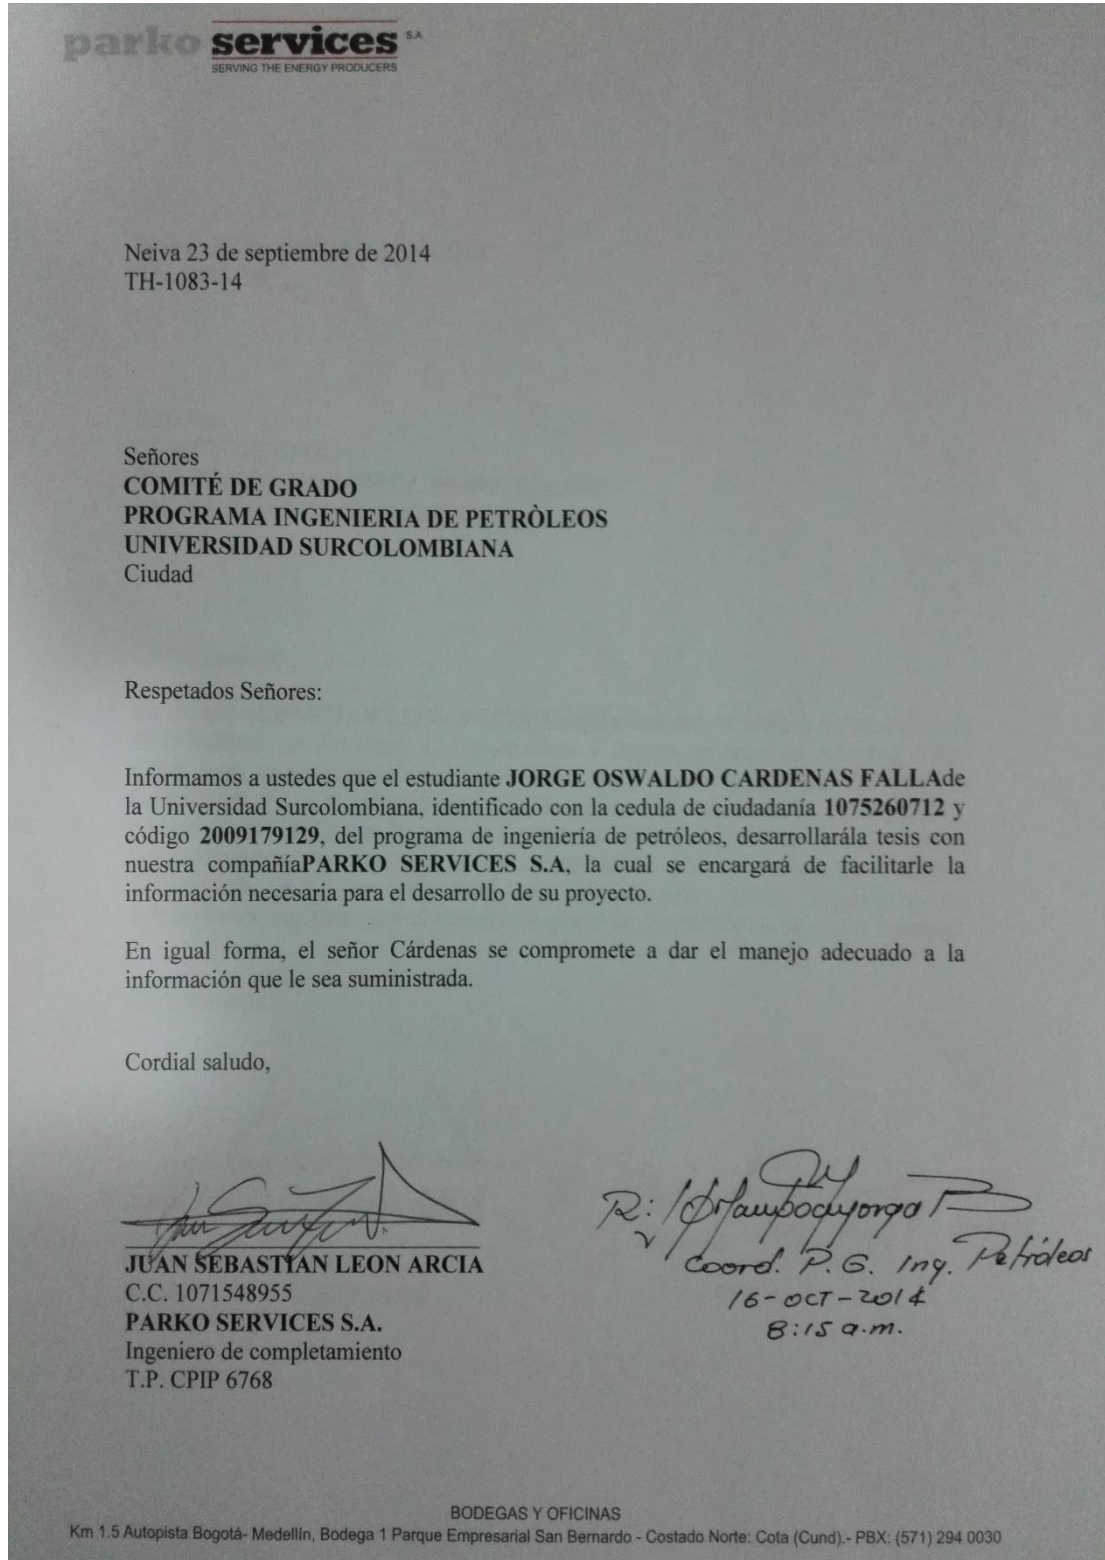 parko services S.A.
SERVING THE ENERGY PRODUCERS
Neiva 23 de septiembre de 2014
TH-1083-14
Señores
COMITÉ DE GRADO
PROGRAMA INGENIERIA DE PETRÒLEOS
UNIVERSIDAD SURCOLOMBIANA
Ciudad
Respetados Señores:
Informamos a ustedes que el estudiante JORGE OSWALDO CARDENAS FALLAde
la Universidad Surcolombiana, identificado con la cedula de ciudadanía 1075260712 y
código 2009179129, del programa de ingeniería de petróleos, desarrollarála tesis con
nuestra compañíaPARKO SERVICES S.A, la cual se encargará de facilitarle la
información necesaria para el desarrollo de su proyecto.
En igual forma, el señor Cárdenas se compromete a dar el manejo adecuado a la
información que le sea suministrada.
Cordial saludo,
JUAN SEBASTIAN LEON ARCIA
C.C. 1071548955
PARKO SERVICES S.A.
Ingeniero de completamiento
T.P. CPIP 6768
R:
Coord. P.G. Ing. Petróleos
16-OCT-2014
8:15 a.m.
BODEGAS Y OFICINAS
Km 1.5 Autopista Bogotá- Medellín, Bodega 1 Parque Empresarial San Bernardo - Costado Norte: Cota (Cund).- PBX: (571) 294 0030